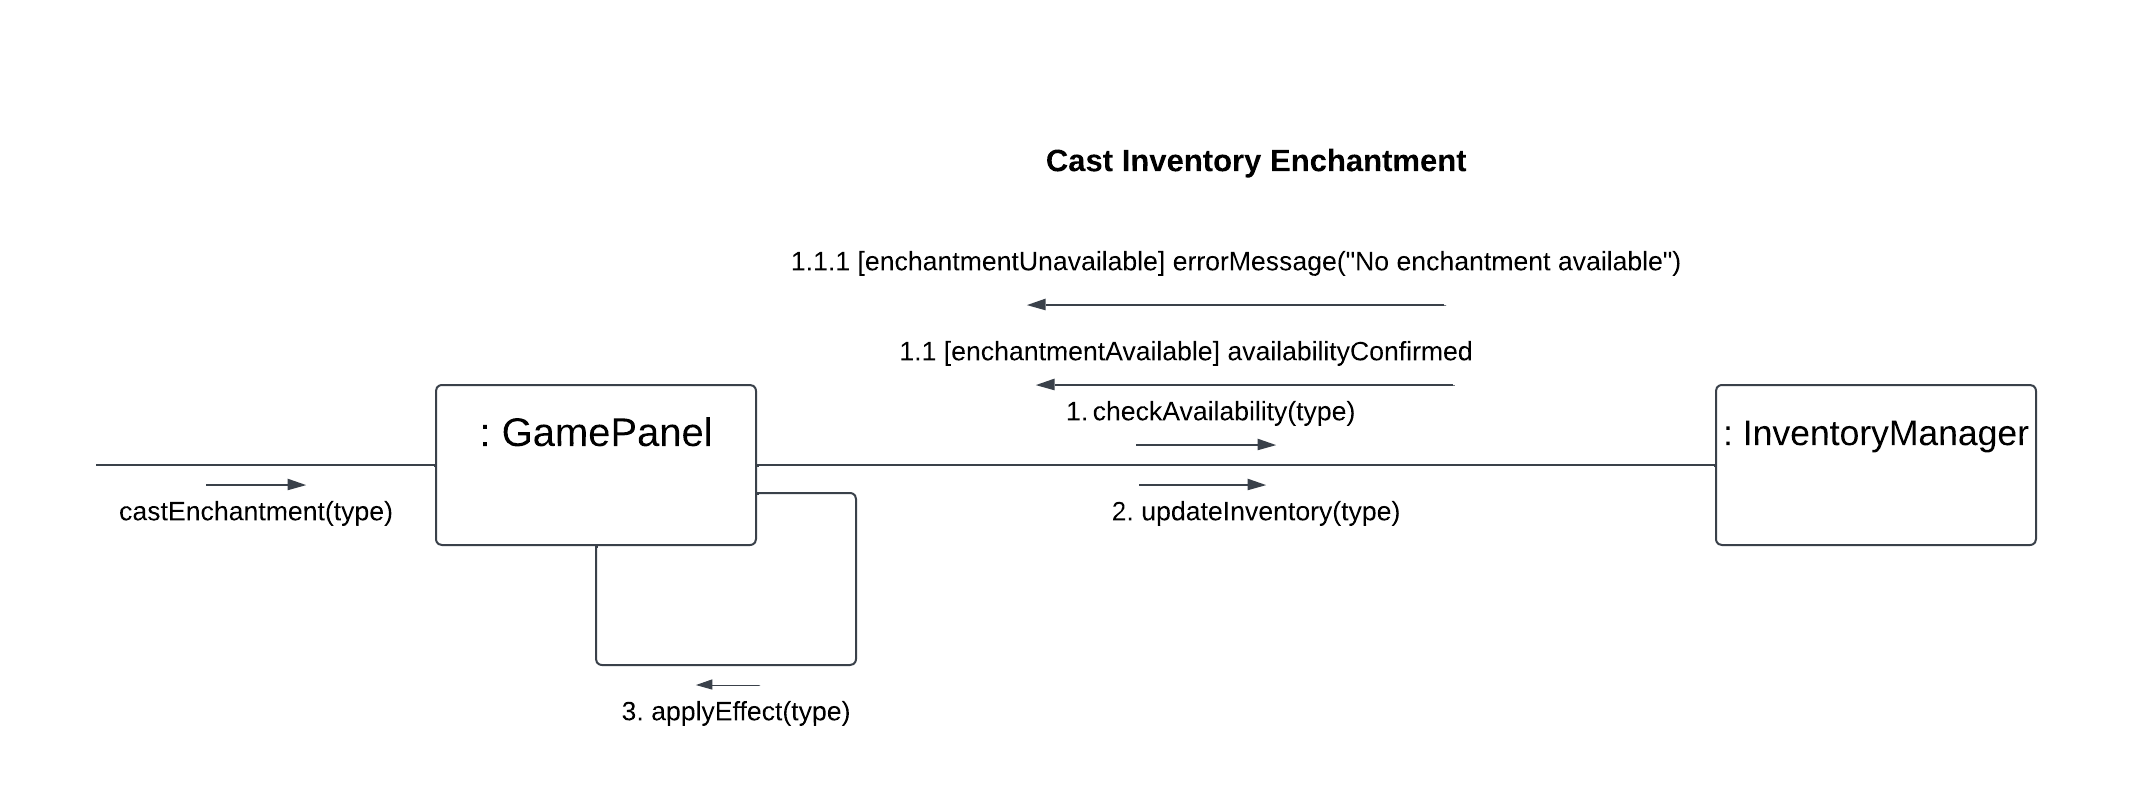 Cast Inventory Enchantment
1.1.1 [enchantmentUnavailable] errorMessage("No enchantment available")
1.1 [enchantmentAvailable] availabilityConfirmed
1. checkAvailability(type)
: GamePanel
: InventoryManager
castEnchantment(type)
2. updateInventory(type)
3. applyEffect(type)